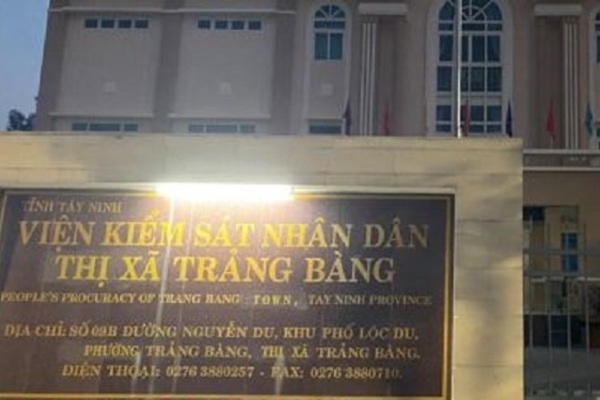 TỈNH TÂY NINH
VIỆN KIỂM SÁT NHÂN DÂN
THỊ XÃ TRẢNG BÀNG
PEOPLE'S PROCURACY OF TRANG BANG TOWN, TAY NINH PROVINCE
ĐỊA CHỈ: SỐ 09B ĐƯỜNG NGUYỄN DU, KHU PHỐ LỘC DU,
PHƯỜNG TRẢNG BÀNG, THỊ XÃ TRẢNG BÀNG.
ĐIỆN THOẠI: 0276 3880257 - FAX: 0276 3880710.